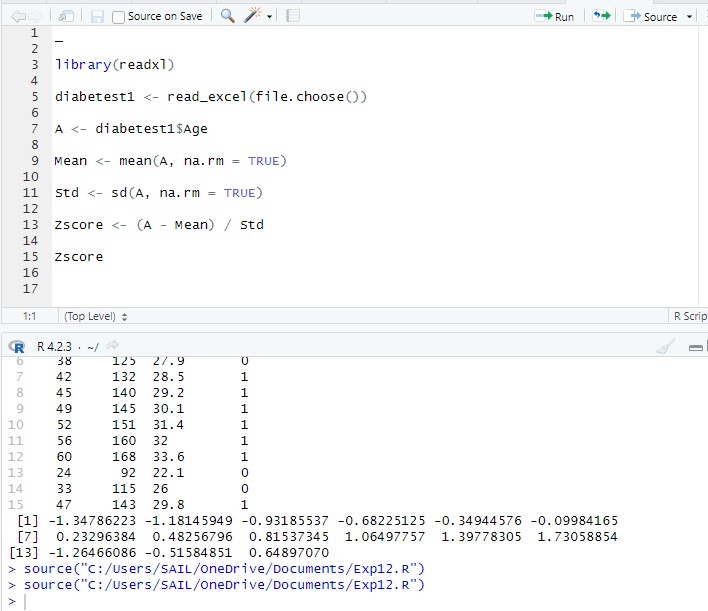 Source on Save
Run
Source
1 _
2
3 library(readxl)
4
5 diabetest1 <- read_excel(file.choose())
6
7 A <- diabetest1$Age
8
9 Mean <- mean(A, na.rm = TRUE)
10
11 Std <- sd(A, na.rm = TRUE)
12
13 Zscore <- (A - Mean) / Std
14
15 Zscore
16
17
1:1 (Top Level) R Scrip
R R 4.2.3 · ~/
6 38 125 27.9 0
7 42 132 28.5 1
8 45 140 29.2 1
9 49 145 30.1 1
10 52 151 31.4 1
11 56 160 32 1
12 60 168 33.6 1
13 24 92 22.1 0
14 33 115 26 0
15 47 143 29.8 1
[1] -1.34786223 -1.18145949 -0.93185537 -0.68225125 -0.34944576 -0.09984165
[7] 0.23296384 0.48256796 0.81537345 1.06497757 1.39778305 1.73058854
[13] -1.26466086 -0.51584851 0.64897070
> source("C:/Users/SAIL/OneDrive/Documents/Exp12.R")
> source("C:/Users/SAIL/OneDrive/Documents/Exp12.R")
>